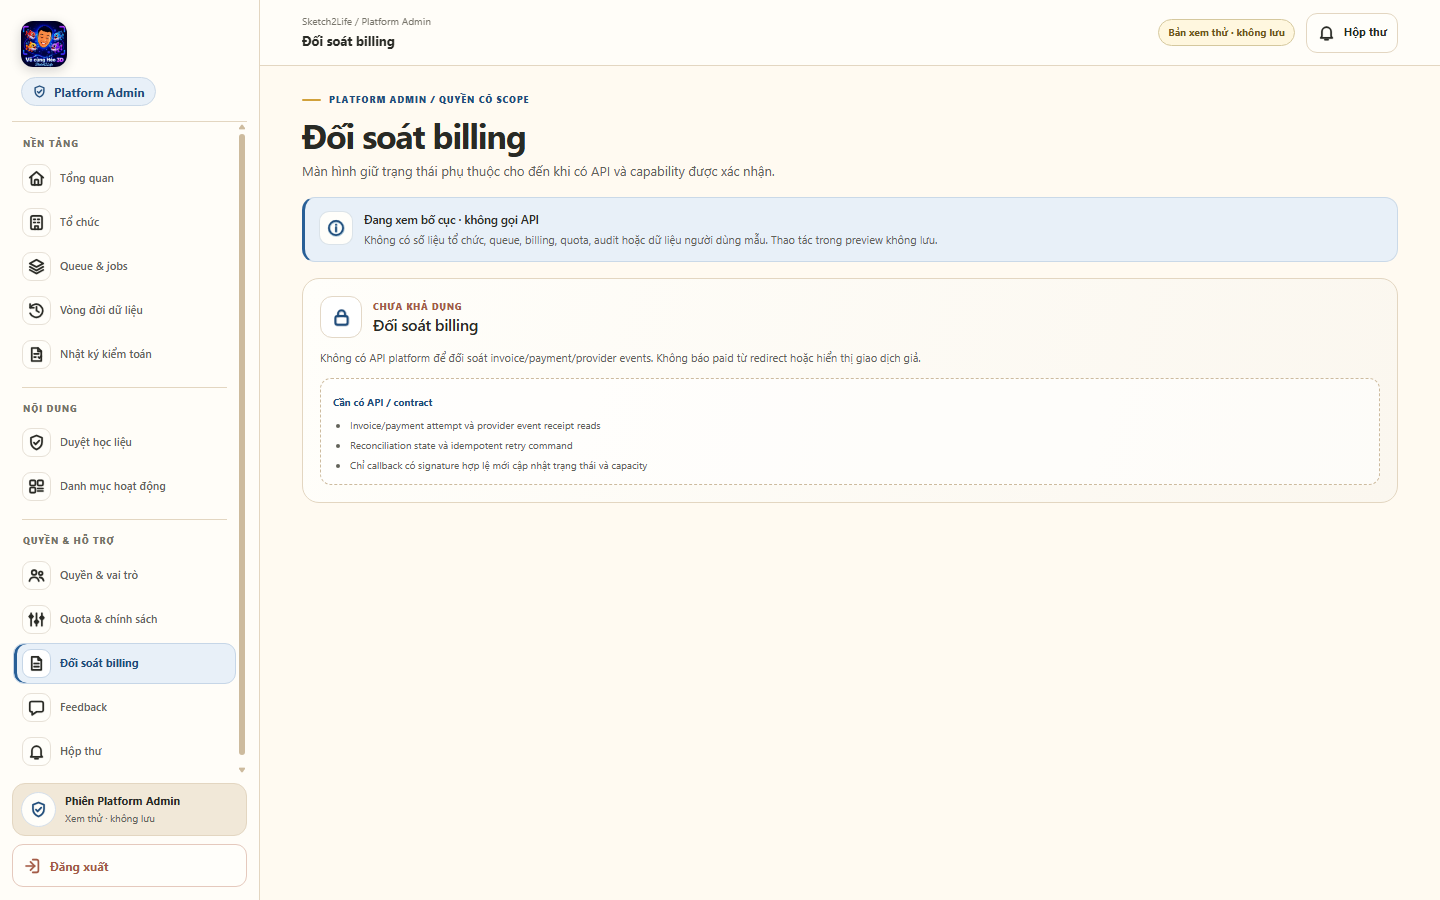 Platform Admin
NỀN TẢNG
Tổng quan
Tổ chức
Queue & jobs
Vòng đời dữ liệu
Nhật ký kiểm toán
NỘI DUNG
Duyệt học liệu
Danh mục hoạt động
QUYỀN & HỖ TRỢ
Quyền & vai trò
Quota & chính sách
Đối soát billing
Feedback
Hộp thư
Phiên Platform Admin
Xem thử · không lưu
Đăng xuất
Sketch2Life / Platform Admin
Đối soát billing
Bản xem thử · không lưu
Hộp thư
PLATFORM ADMIN / QUYỀN CÓ SCOPE
Đối soát billing
Màn hình giữ trạng thái phụ thuộc cho đến khi có API và capability được xác nhận.
Đang xem bố cục · không gọi API
Không có số liệu tổ chức, queue, billing, quota, audit hoặc dữ liệu người dùng mẫu. Thao tác trong preview không lưu.
CHƯA KHẢ DỤNG
Đối soát billing
Không có API platform để đối soát invoice/payment/provider events. Không báo paid từ redirect hoặc hiển thị giao dịch giả.
Cần có API / contract
Invoice/payment attempt và provider event receipt reads
Reconciliation state và idempotent retry command
Chỉ callback có signature hợp lệ mới cập nhật trạng thái và capacity